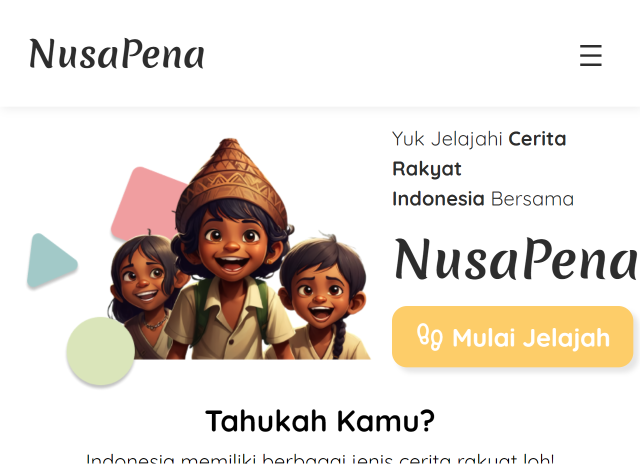 NusaPena
Yuk Jelajahi Cerita
Rakyat
Indonesia Bersama
NusaPena
Mulai Jelajah
Tahukah Kamu?
Indonesia memiliki berbagai jenis cerita rakyat loh!